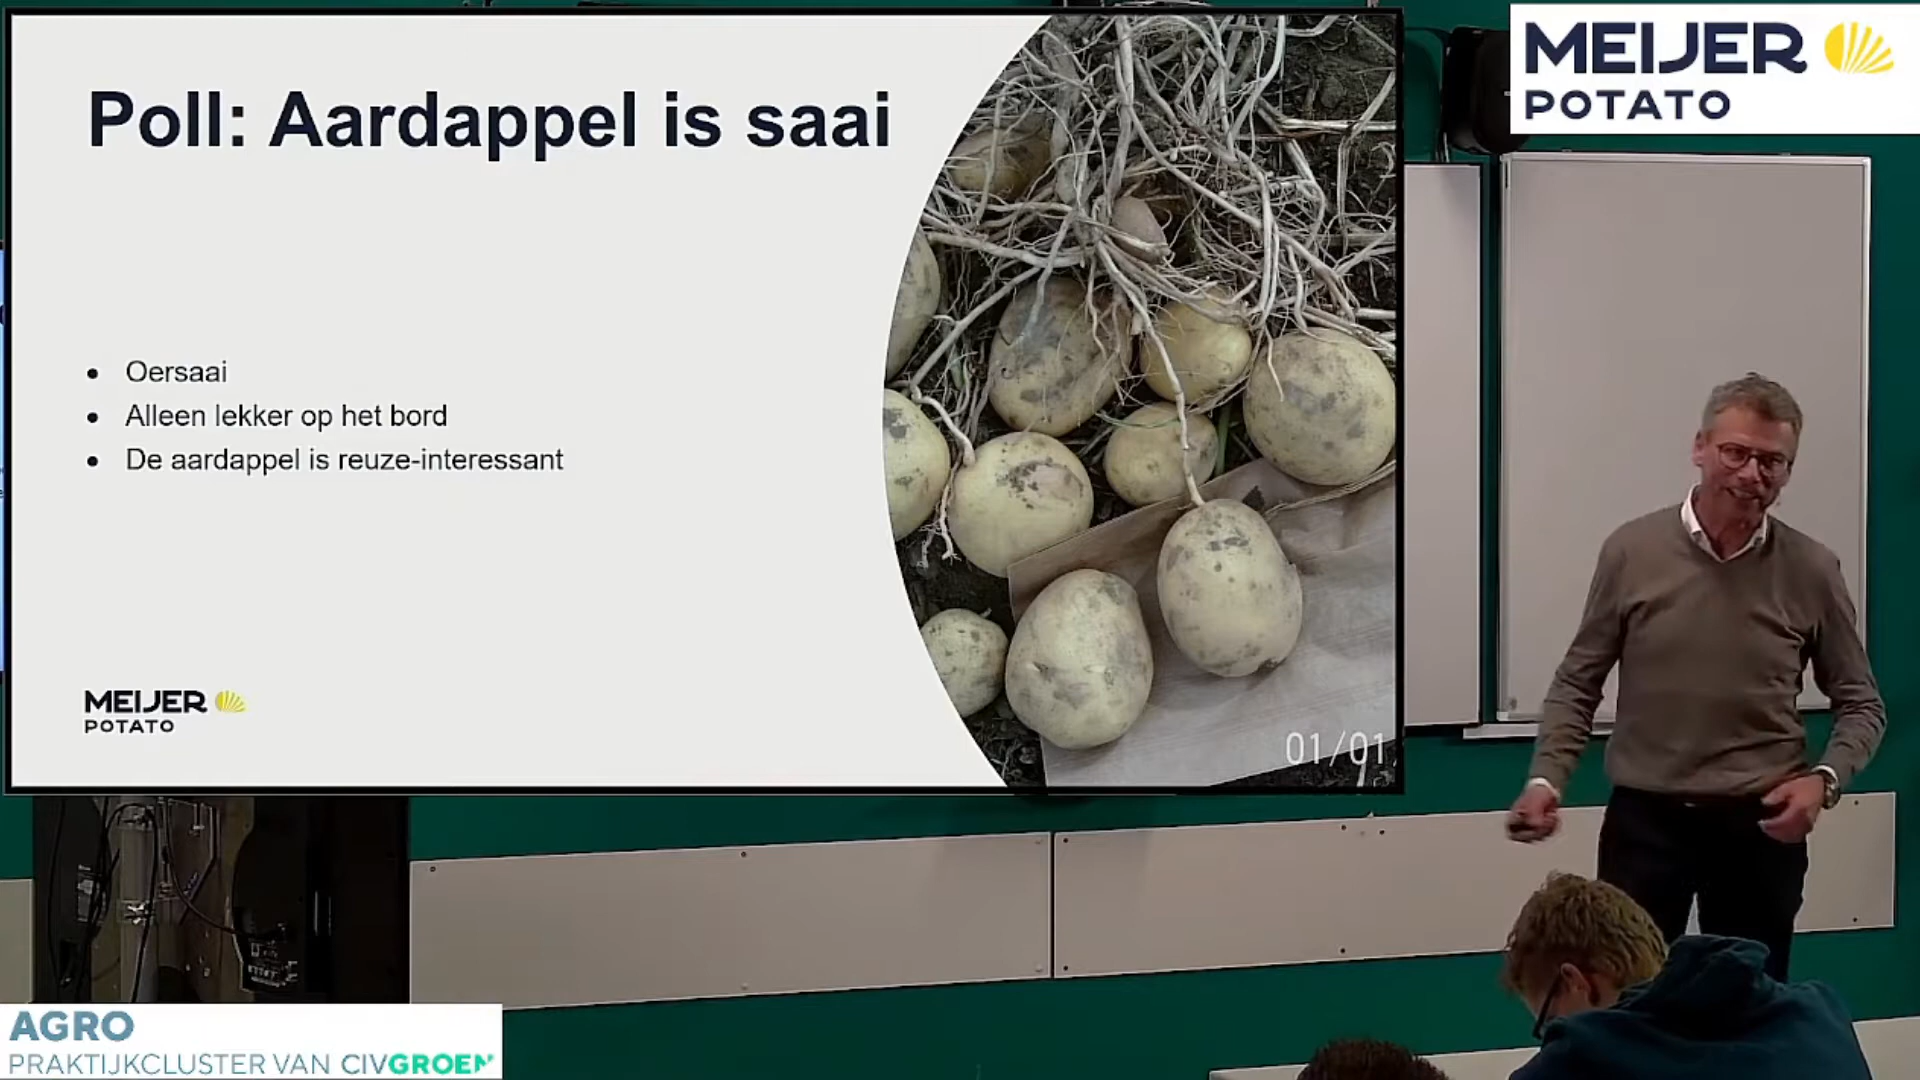 Poll: Aardappel is saai
Oersaai
Alleen lekker op het bord
De aardappel is reuze-interessant
MEIJER
POTATO
01/01
MEIJER
POTATO
AGRO
PRAKTIJKCLUSTER VAN CIVGROEN